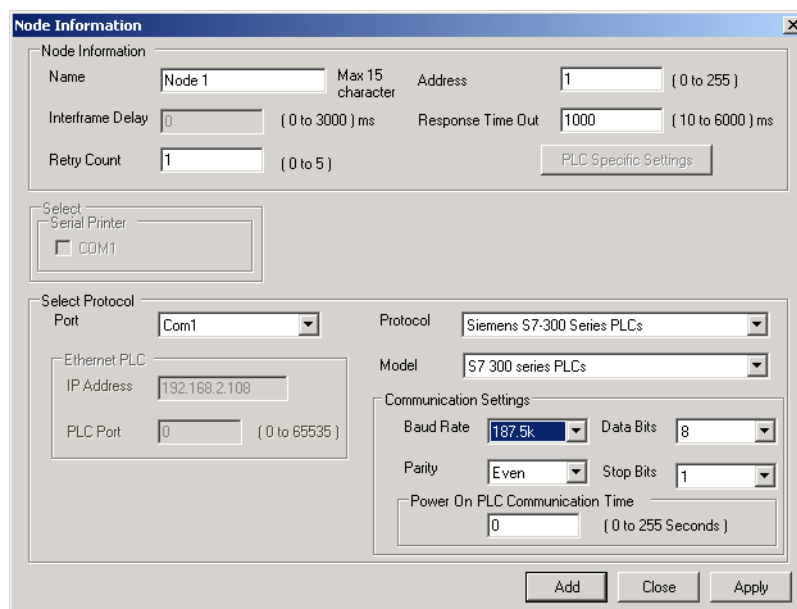 Node Information
Node Information
Name Node 1 Max 15 character Address 1 ( 0 to 255 )
Interframe Delay 0 ( 0 to 3000 ) ms Response Time Out 1000 ( 10 to 6000 ) ms
Retry Count 1 ( 0 to 5 ) PLC Specific Settings
Select
Serial Printer
COM1
Select Protocol
Port Com1 Protocol Siemens S7-300 Series PLCs
Ethernet PLC
Model S7 300 series PLCs
IP Address 192.168.2.108
Communication Settings
Baud Rate 187.5k Data Bits 8
PLC Port 0 ( 0 to 65535 )
Parity Even Stop Bits 1
Power On PLC Communication Time
0 ( 0 to 255 Seconds )
Add Close Apply